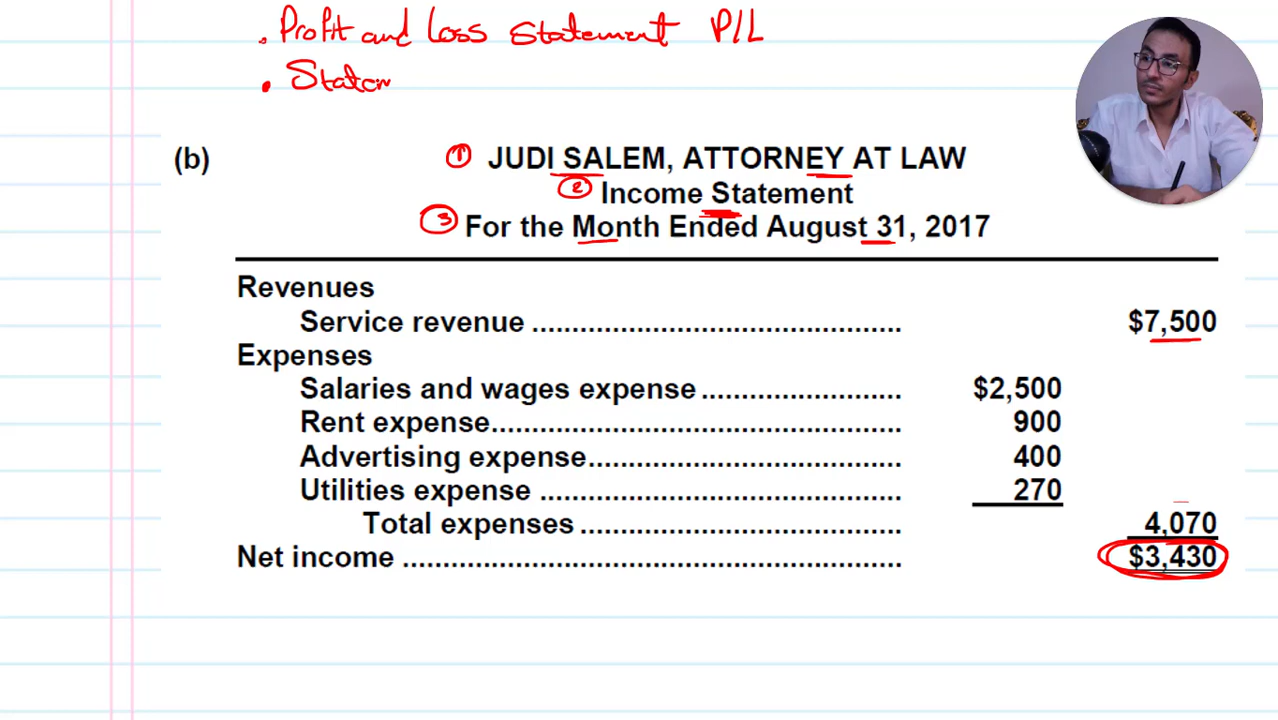 . Profit and loss statement P/L
• Statem
(b)
① JUDI SALEM, ATTORNEY AT LAW
② Income Statement
③ For the Month Ended August 31, 2017
Revenues
Service revenue ............................................... $7,500
Expenses
Salaries and wages expense ......................... $2,500
Rent expense.................................................... 900
Advertising expense........................................ 400
Utilities expense .............................................. 270
Total expenses ......................................... 4,070
Net income ............................................................... $3,430